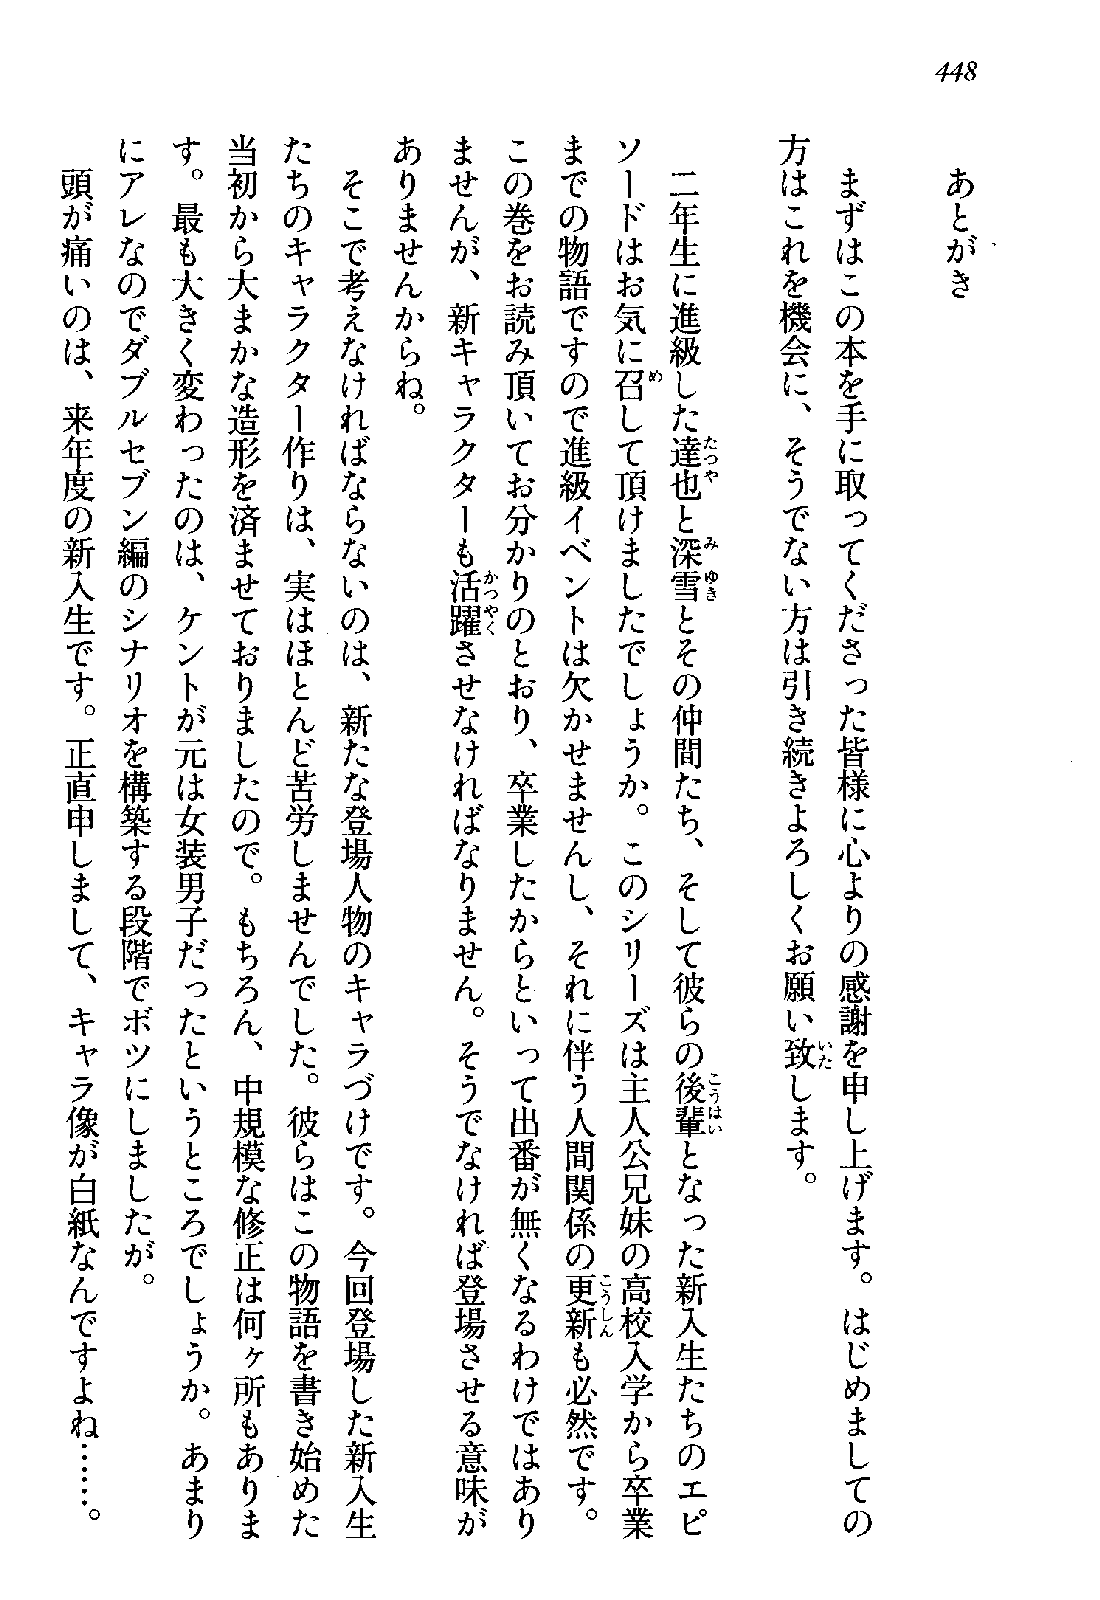 448
あとがき
まずはこの本を手に取ってくださった皆様に心よりの感謝を申し上げます。はじめましての
方はこれを機会に、そうでない方は引き続きよろしくお願い致します。
二年生に進級した達也と深雪とその仲間たち、そして彼らの後輩となった新入生たちのエピ
ソードはお気に召して頂けましたでしょうか。このシリーズは主人公兄妹の高校入学から卒業
までの物語ですので進級イベントは欠かせませんし、それに伴う人間関係の更新も必然です。
この巻をお読み頂いてお分かりのとおり、卒業したからといって出番が無くなるわけではあり
ませんが、新キャラクターも活躍させなければなりません。そうでなければ登場させる意味が
ありませんからね。
そこで考えなければならないのは、新たな登場人物のキャラづけです。今回登場した新入生
たちのキャラクター作りは、実はほとんど苦労しませんでした。彼らはこの物語を書き始めた
当初から大まかな造形を済ませておりましたので。もちろん、中規模な修正は何ヶ所もありま
す。最も大きく変わったのは、ケントが元は女装男子だったというところでしょうか。あまり
にアレなのでダブルセブン編のシナリオを構築する段階でボツにしましたが。
頭が痛いのは、来年度の新入生です。正直申しまして、キャラ像が白紙なんですよね……。